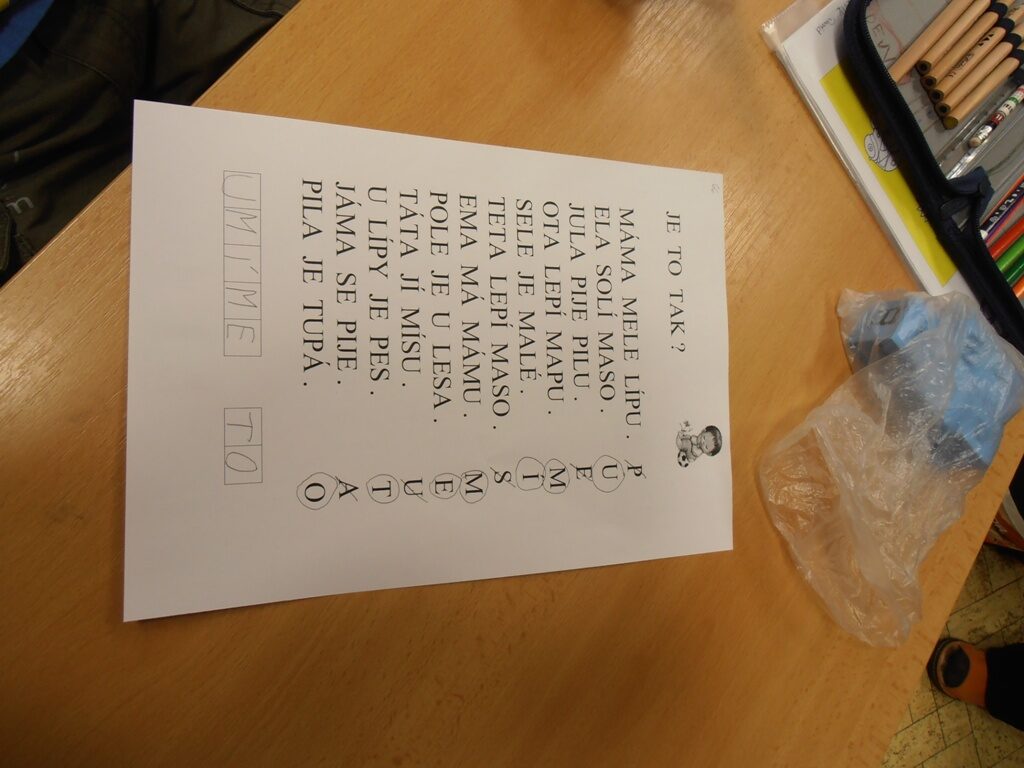 JE TO TAK ?
MÁMA MELE LÍPU . P
ELA SOLÍ MASO . U
JULA PIJE PILU . E
OTA LEPÍ MAPU . M
SELE JE MALÉ. Í
TETA LEPÍ MASO . S
EMA MÁ MÁMU . M
POLE JE U LESA . E
TÁTA JÍ MÍSU . U
U LÍPY JE PES . T
JÁMA SE PIJE . A
PILA JE TUPÁ . O
UMÍME TO